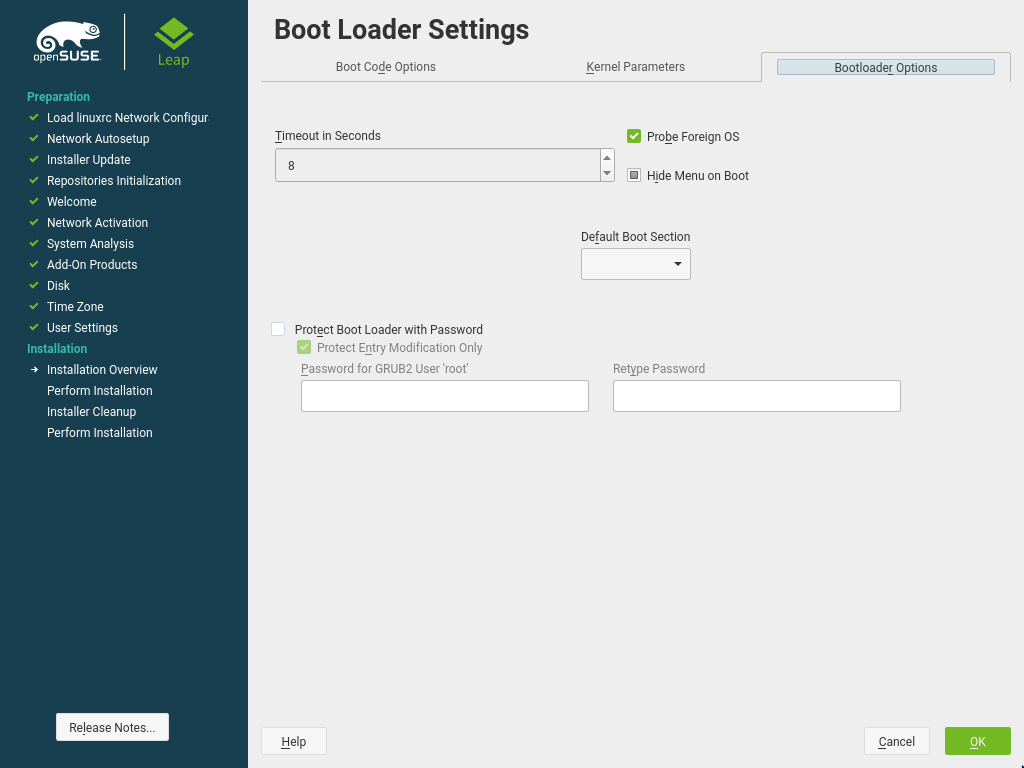 openSUSE
Leap
Preparation
Load linuxrc Network Configur
Network Autosetup
Installer Update
Repositories Initialization
Welcome
Network Activation
System Analysis
Add-On Products
Disk
Time Zone
User Settings
Installation
Installation Overview
Perform Installation
Installer Cleanup
Perform Installation
Release Notes...
Boot Loader Settings
Boot Code Options
Kernel Parameters
Bootloader Options
Timeout in Seconds
8
Probe Foreign OS
Hide Menu on Boot
Default Boot Section
Protect Boot Loader with Password
Protect Entry Modification Only
Password for GRUB2 User 'root'
Retype Password
Help
Cancel
OK